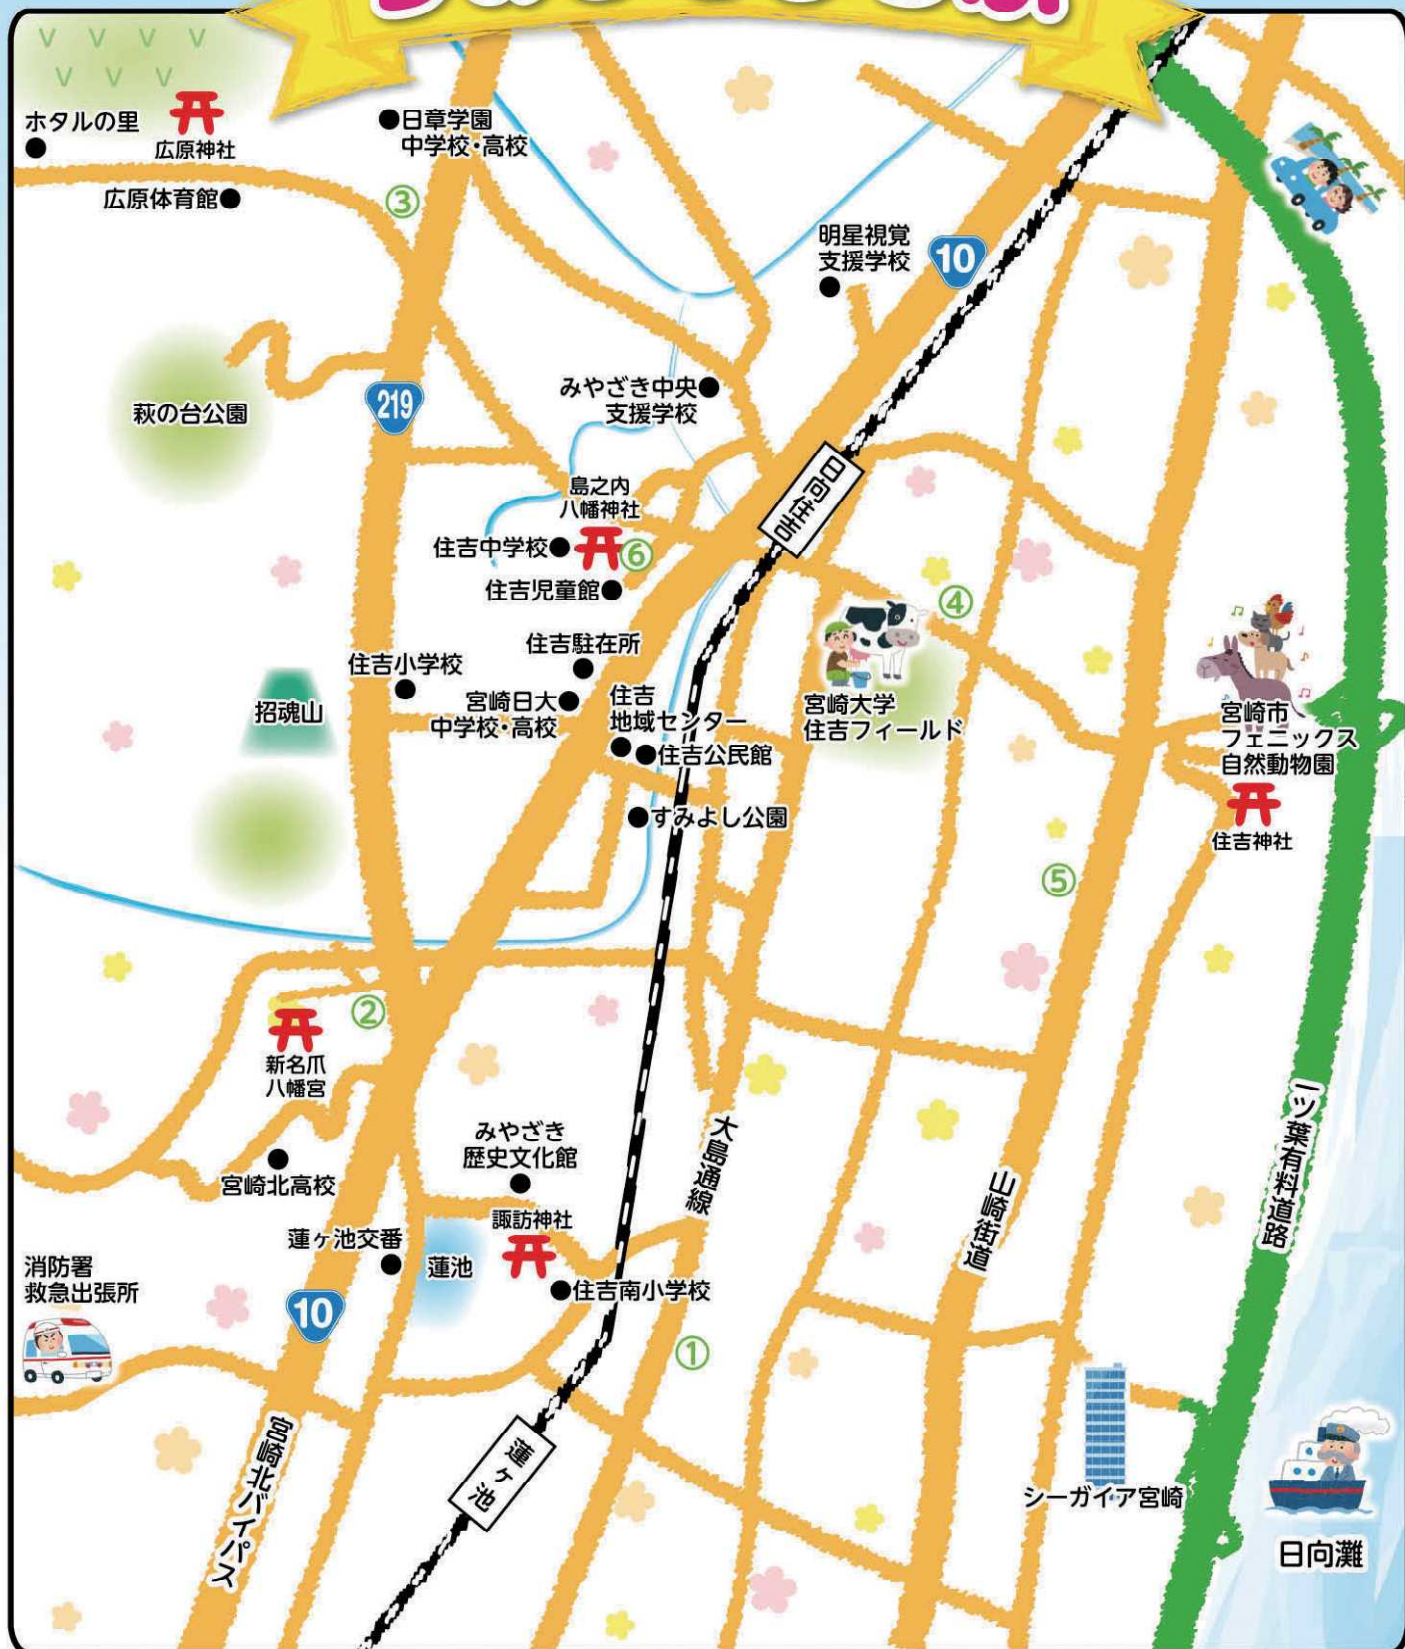 ホタルの里
広原神社
日章学園
中学校・高校
③
広原体育館
明星視覚
支援学校
10
萩の台公園
219
みやざき中央
支援学校
日向住吉
島之内
八幡神社
住吉中学校
⑥
住吉児童館
④
住吉駐在所
住吉小学校
宮崎日大
中学校・高校
住吉
地域センター
住吉公民館
宮崎大学
住吉フィールド
招魂山
宮崎市
フェニックス
自然動物園
すみよし公園
住吉神社
⑤
②
新名爪
八幡宮
みやざき
歴史文化館
大島通線
一ツ葉有料道路
宮崎北高校
山崎街道
諏訪神社
蓮ヶ池交番
蓮池
住吉南小学校
消防署
救急出張所
10
①
宮崎北バイパス
蓮ヶ池
シーガイア宮崎
日向灘